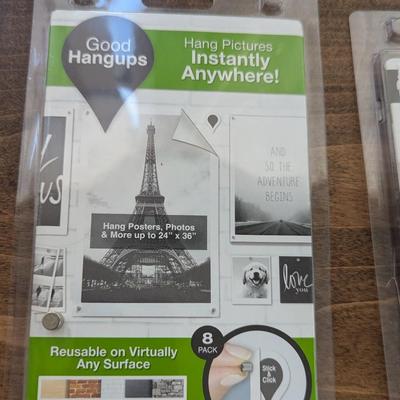 Good
Hangups
Hang Pictures
Instantly
Anywhere!
AND
SO THE
ADVENTURE
BEGINS
Hang Posters, Photos
& More up to 24" x 36"
love
you
8
PACK
Reusable on Virtually
Any Surface
Stick
&
Click